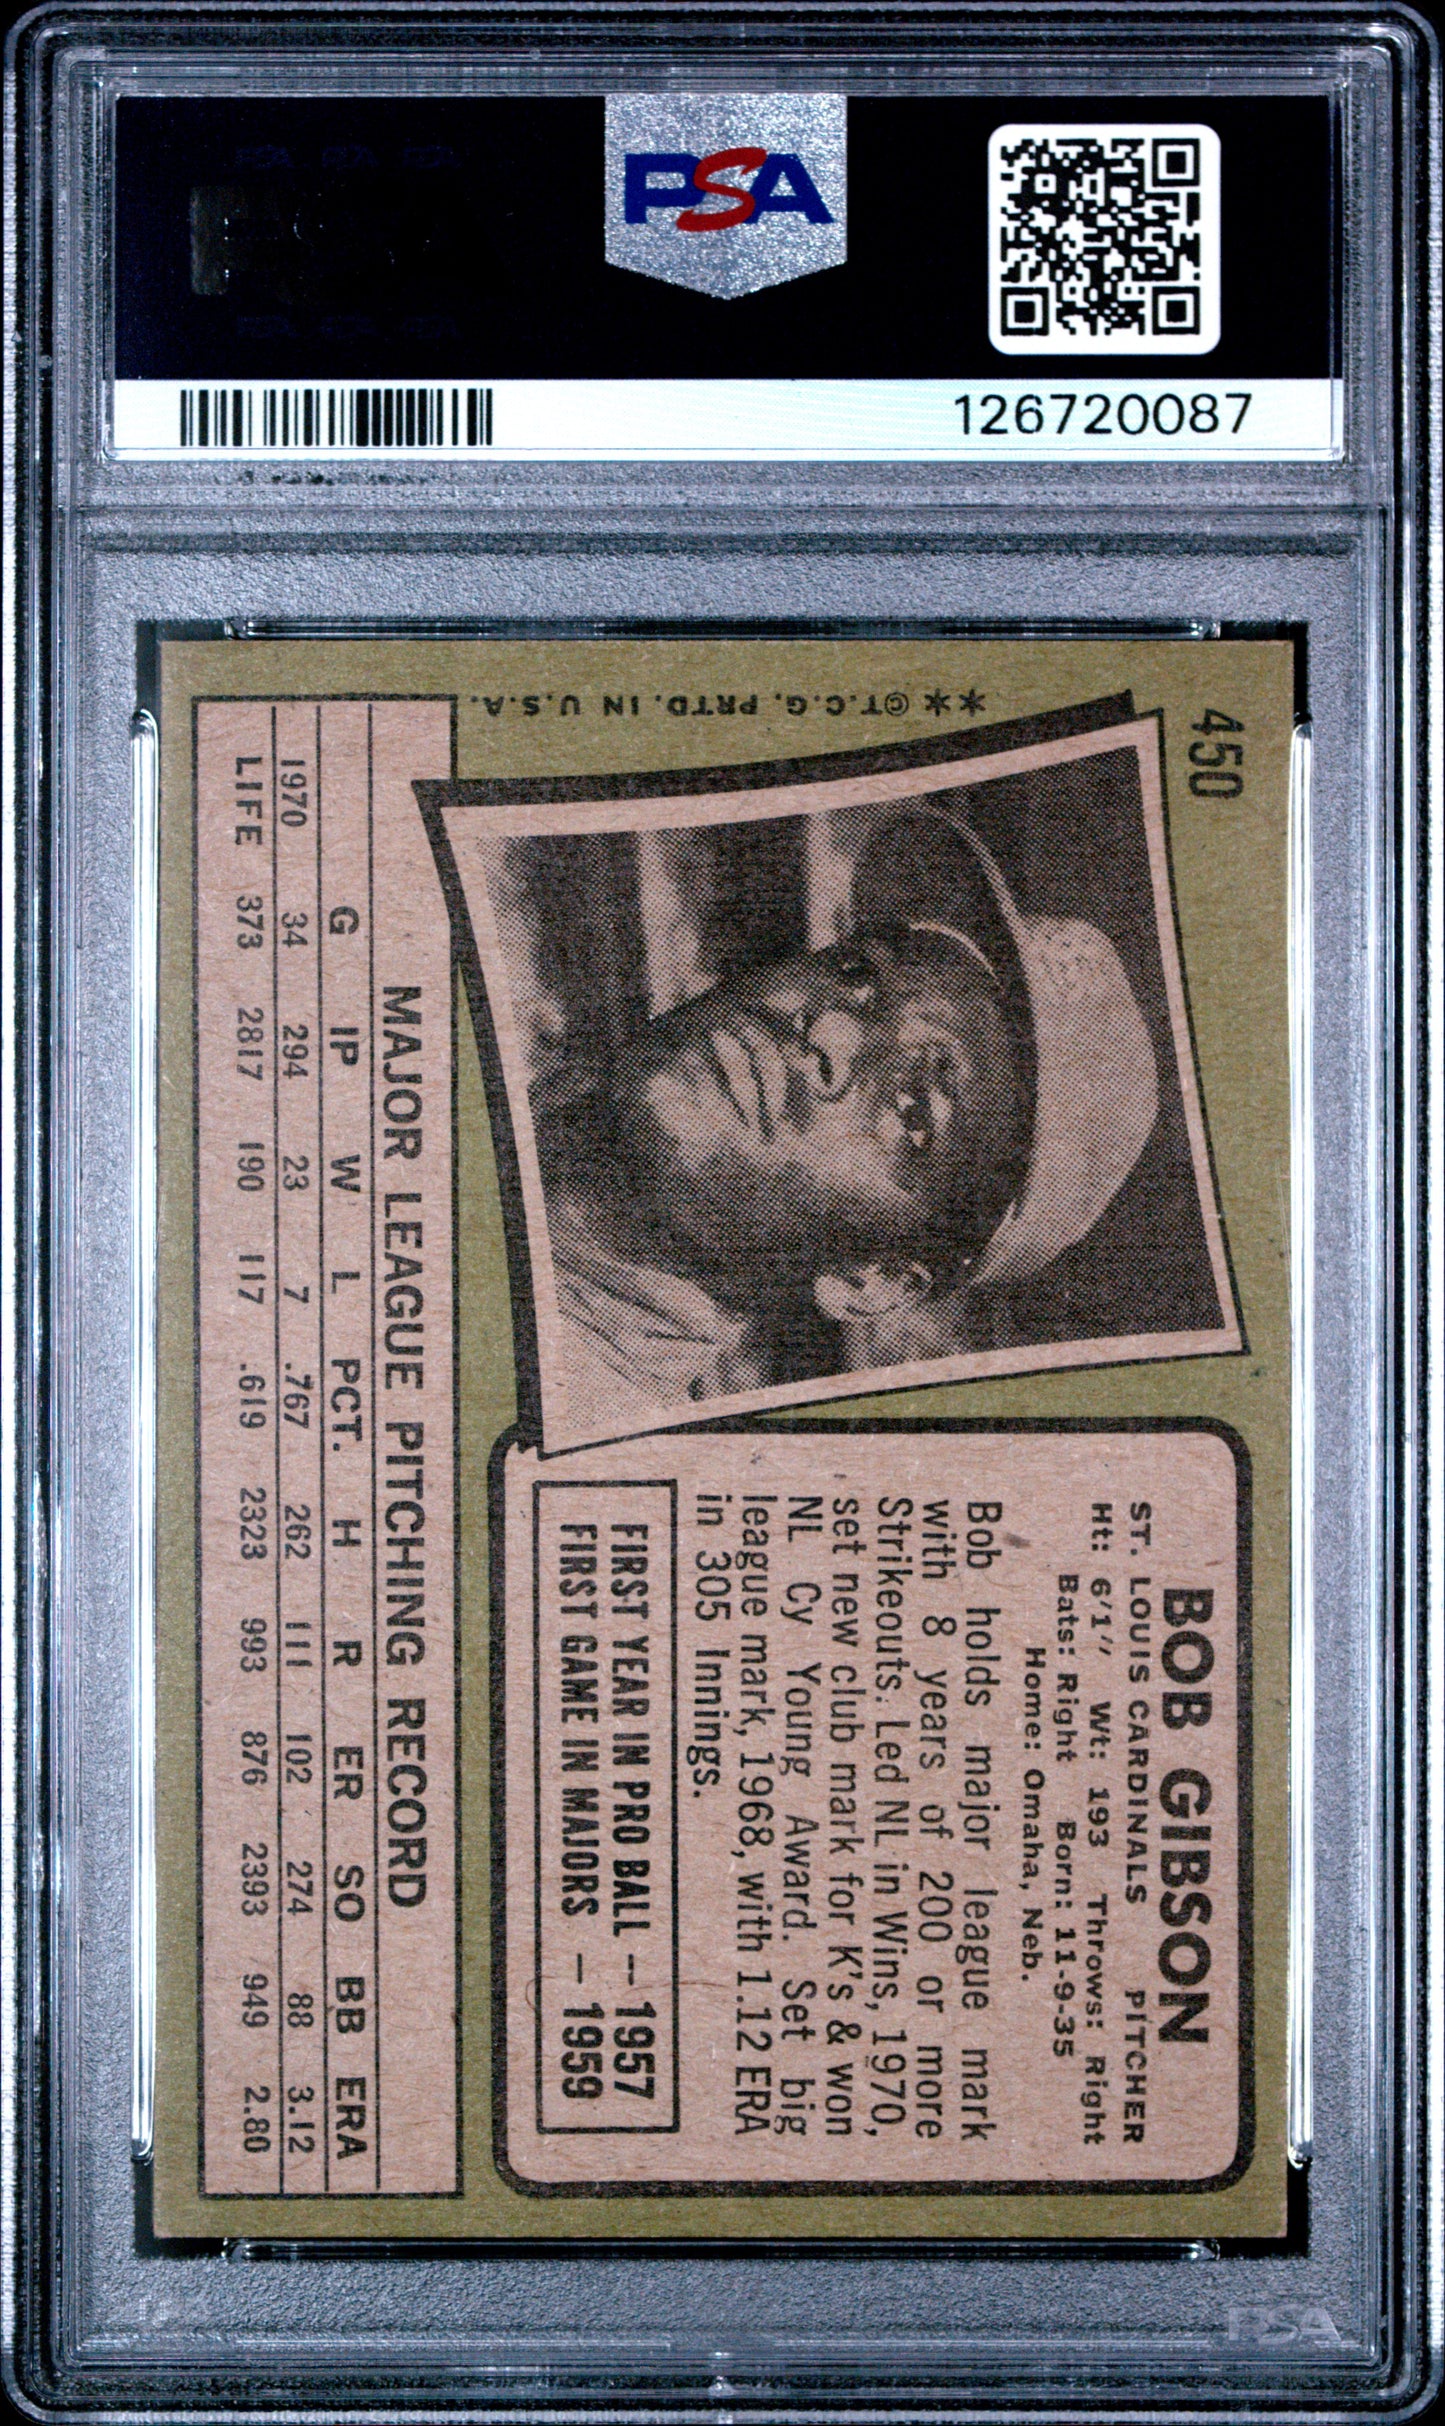 PSA
126720087
450
** ©T.C.G. PRTD. IN U.S.A.
BOB GIBSON
ST. LOUIS CARDINALS PITCHER
Ht: 6'1" Wt: 193 Throws: Right
Bats: Right Born: 11-9-35
Home: Omaha, Neb.
Bob holds major league mark
with 8 years of 200 or more
Strikeouts. Led NL in Wins, 1970,
set new club mark for K's & won
NL Cy Young Award. Set big
league mark, 1968, with 1.12 ERA
in 305 Innings.
FIRST YEAR IN PRO BALL -- 1957
FIRST GAME IN MAJORS — 1959
MAJOR LEAGUE PITCHING RECORD
G IP W L PCT. H R ER SO BB ERA
1970 34 294 23 7 .767 262 111 102 274 88 3.12
LIFE 373 2817 190 117 .619 2323 993 876 2393 949 2.80
PSA